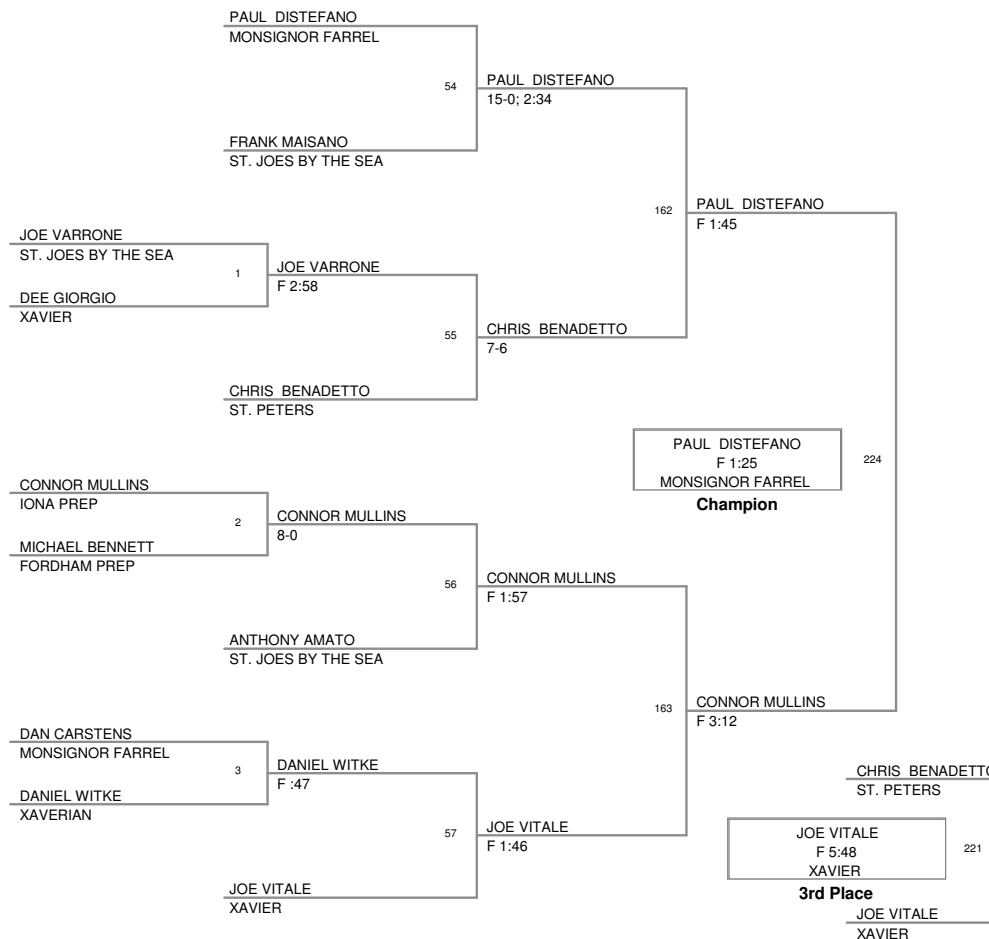 PAUL  DISTEFANO
MONSIGNOR FARREL
54
PAUL  DISTEFANO
15-0; 2:34
FRANK MAISANO
ST. JOES BY THE SEA
162
PAUL  DISTEFANO
F 1:45
JOE VARRONE
ST. JOES BY THE SEA
1
JOE VARRONE
F 2:58
DEE GIORGIO
XAVIER
55
CHRIS  BENADETTO
7-6
CHRIS  BENADETTO
ST. PETERS
PAUL  DISTEFANO
F 1:25
MONSIGNOR FARREL
224
Champion
CONNOR MULLINS
IONA PREP
2
CONNOR MULLINS
8-0
MICHAEL BENNETT
FORDHAM PREP
56
CONNOR MULLINS
F 1:57
ANTHONY AMATO
ST. JOES BY THE SEA
163
CONNOR MULLINS
F 3:12
DAN CARSTENS
MONSIGNOR FARREL
3
DANIEL WITKE
F :47
DANIEL WITKE
XAVERIAN
57
JOE VITALE
F 1:46
JOE VITALE
XAVIER
CHRIS  BENADETTO
ST. PETERS
JOE VITALE
F 5:48
XAVIER
221
3rd Place
JOE VITALE
XAVIER